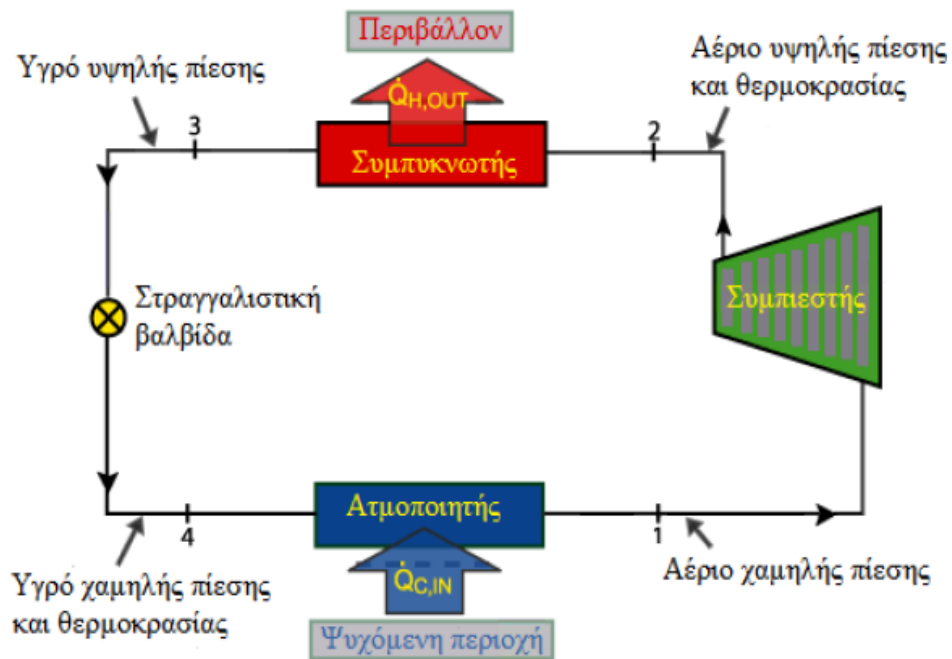 Περιβάλλον
Υγρό υψηλής πίεσης
Αέριο υψηλής πίεσης
και θερμοκρασίας
Q̇H,OUT
3
2
Συμπυκνωτής
Στραγγαλιστική
βαλβίδα
Συμπιεστής
Ατμοποιητής
4
1
Υγρό χαμηλής πίεσης
και θερμοκρασίας
Q̇C,IN
Αέριο χαμηλής πίεσης
Ψυχόμενη περιοχή